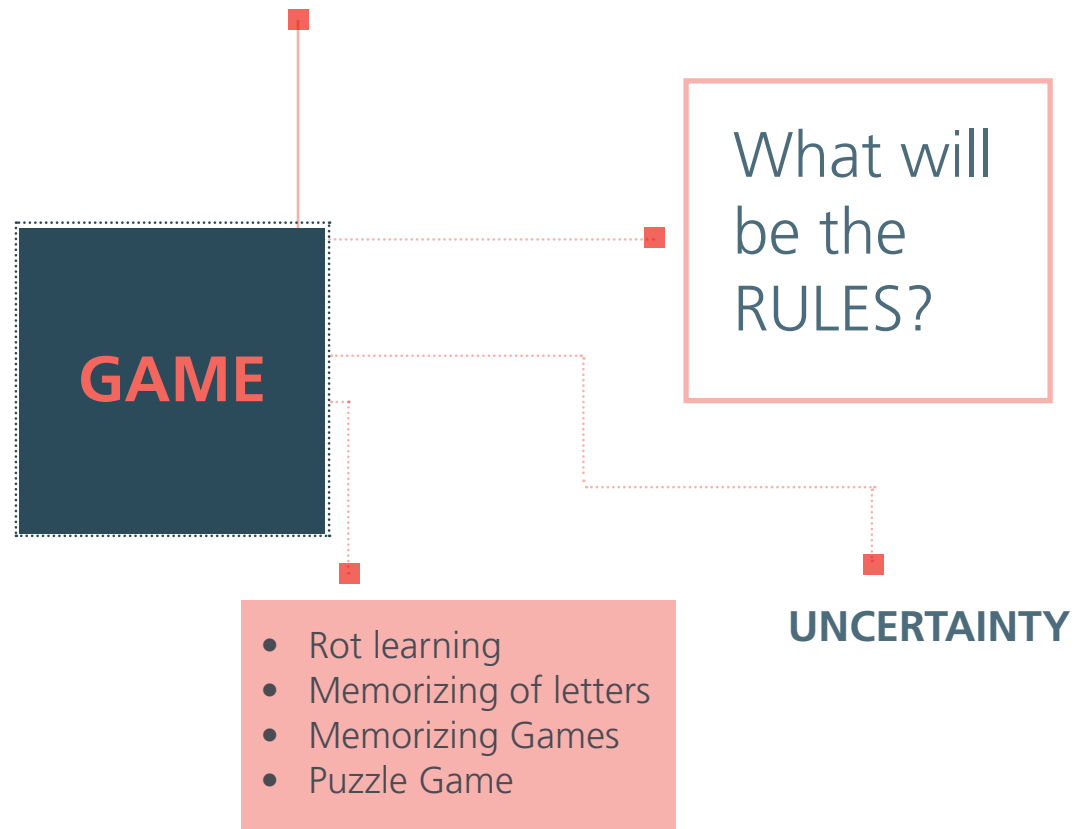 What will
be the
RULES?
GAME
UNCERTAINTY
• Rot learning
• Memorizing of letters
• Memorizing Games
• Puzzle Game